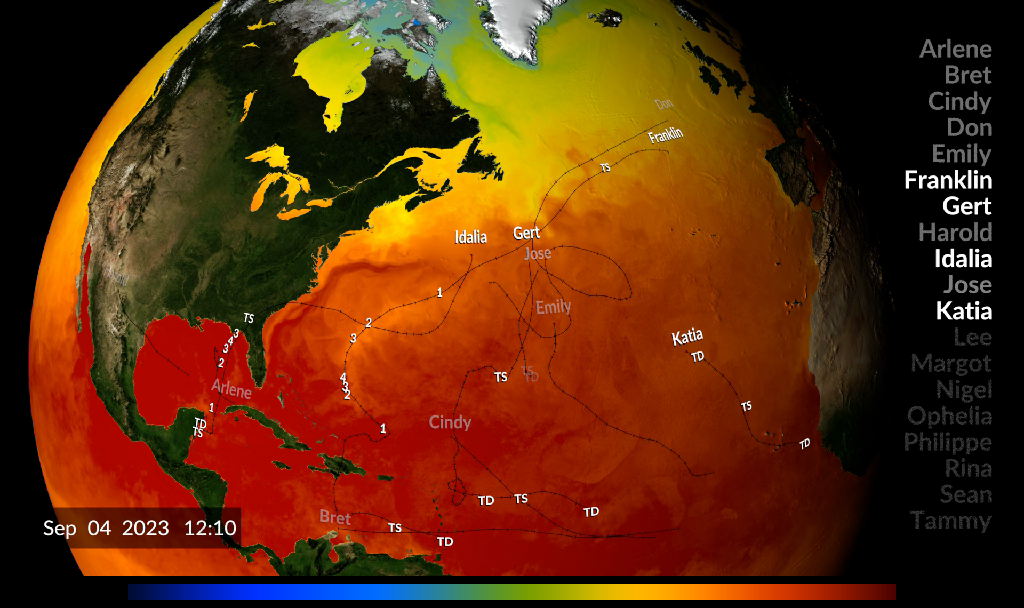 Don
Franklin
TS
Idalia
Gert
Jose
1
Emily
2
3
TS
3
4
3
2
Katia
TD
4
3
2
TS
TD
Arlene
1
TD
TS
TS
Cindy
1
TD
TD
TS
TD
Bret
TS
TD
Sep 04 2023 12:10
Arlene
Bret
Cindy
Don
Emily
Franklin
Gert
Harold
Idalia
Jose
Katia
Lee
Margot
Nigel
Ophelia
Philippe
Rina
Sean
Tammy